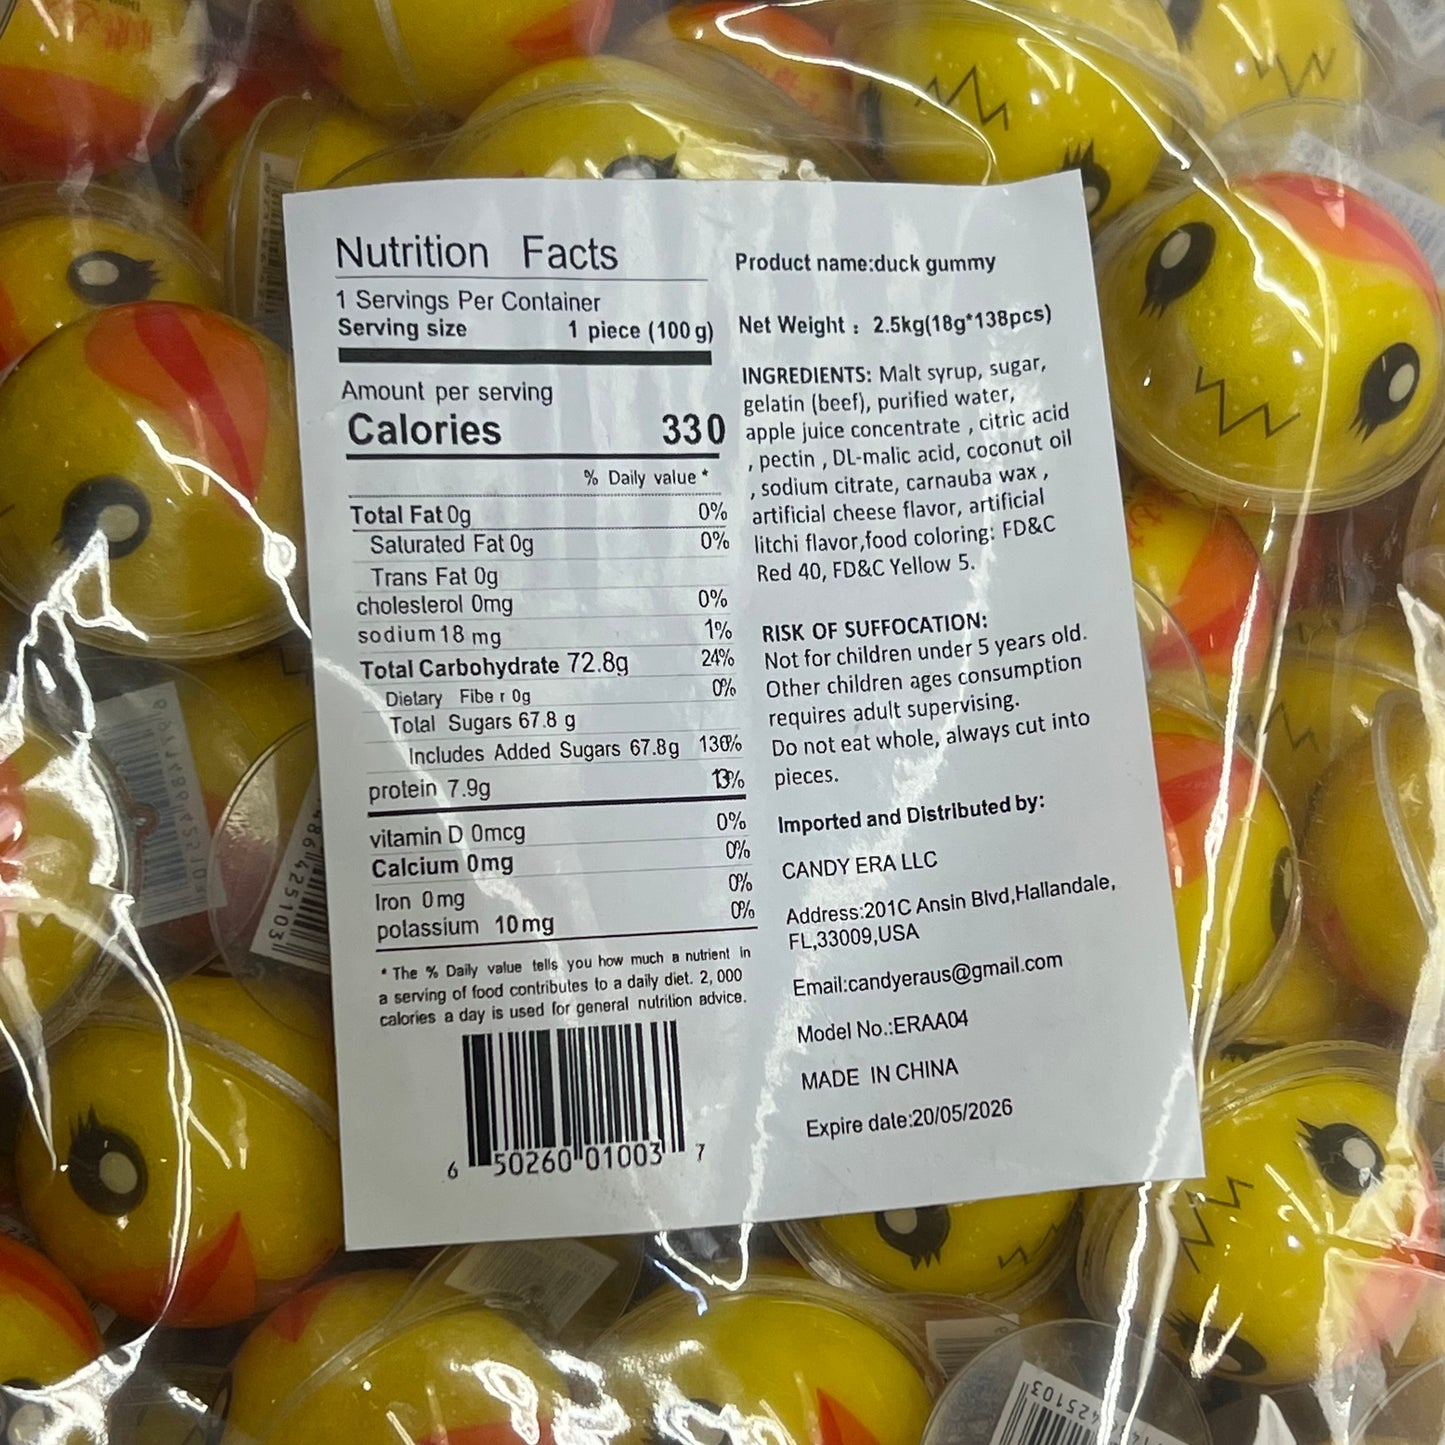 Nutrition Facts
1 Servings Per Container
Serving size 1 piece (100 g)
Amount per serving
Calories 330
% Daily value *
Total Fat 0g 0%
Saturated Fat 0g 0%
Trans Fat 0g
cholesterol 0mg 0%
sodium 18 mg 1%
Total Carbohydrate 72.8g 24%
Dietary Fibe r 0g 0%
Total Sugars 67.8 g
Includes Added Sugars 67.8g 136%
protein 7.9g 13%
vitamin D 0mcg 0%
Calcium 0mg 0%
Iron 0mg 0%
potassium 10mg 0%
* The % Daily value tells you how much a nutrient in
a serving of food contributes to a daily diet. 2, 000
calories a day is used for general nutrition advice.
6 50260 01003 7
Product name:duck gummy
Net Weight : 2.5kg(18g*138pcs)
INGREDIENTS: Malt syrup, sugar,
gelatin (beef), purified water,
apple juice concentrate , citric acid
, pectin , DL-malic acid, coconut oil
, sodium citrate, carnauba wax ,
artificial cheese flavor, artificial
litchi flavor,food coloring: FD&C
Red 40, FD&C Yellow 5.
RISK OF SUFFOCATION:
Not for children under 5 years old.
Other children ages consumption
requires adult supervising.
Do not eat whole, always cut into
pieces.
Imported and Distributed by:
CANDY ERA LLC
Address:201C Ansin Blvd,Hallandale,
FL,33009,USA
Email:candyeraus@gmail.com
Model No.:ERAA04
MADE IN CHINA
Expire date:20/05/2026
425103
425103